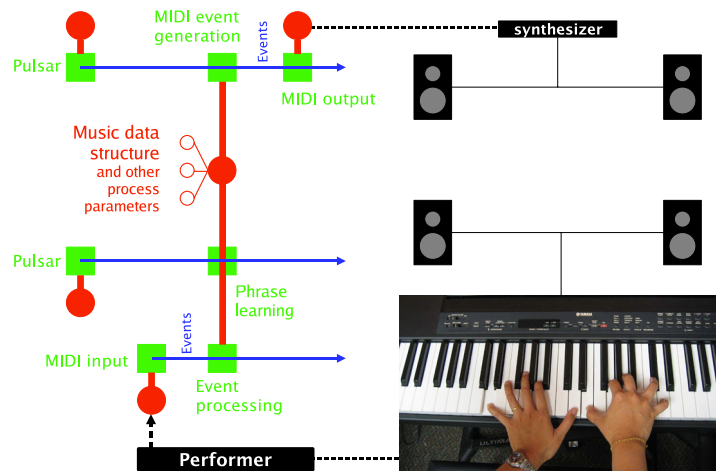 MIDI event
generation
Events
synthesizer
Pulsar
MIDI output
Music data
structure
and other
process
parameters
Pulsar
Phrase
learning
Events
MIDI input
Event
processing
YAMAHA
Performer